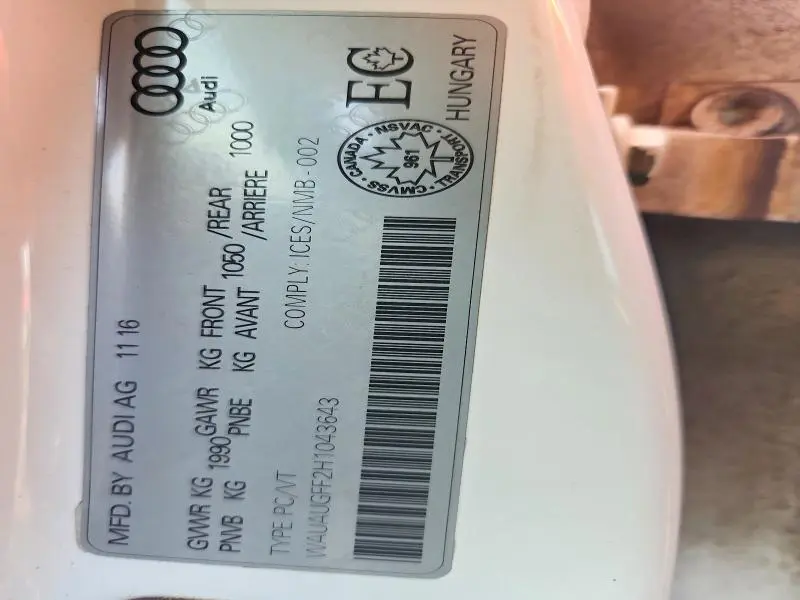 Audi
MFD. BY AUDI AG 11 16
GVWR KG 1990 GAWR KG FRONT 1050 /REAR 1000
PNVB KG PNBE KG AVANT /ARRIERE
TYPE PC/VT COMPLY: ICES/NMB - 002
WAUAUGFF2H1043643
CANADA · NSVAC · TRANSPORT · CMVSS ·
961
EC
HUNGARY